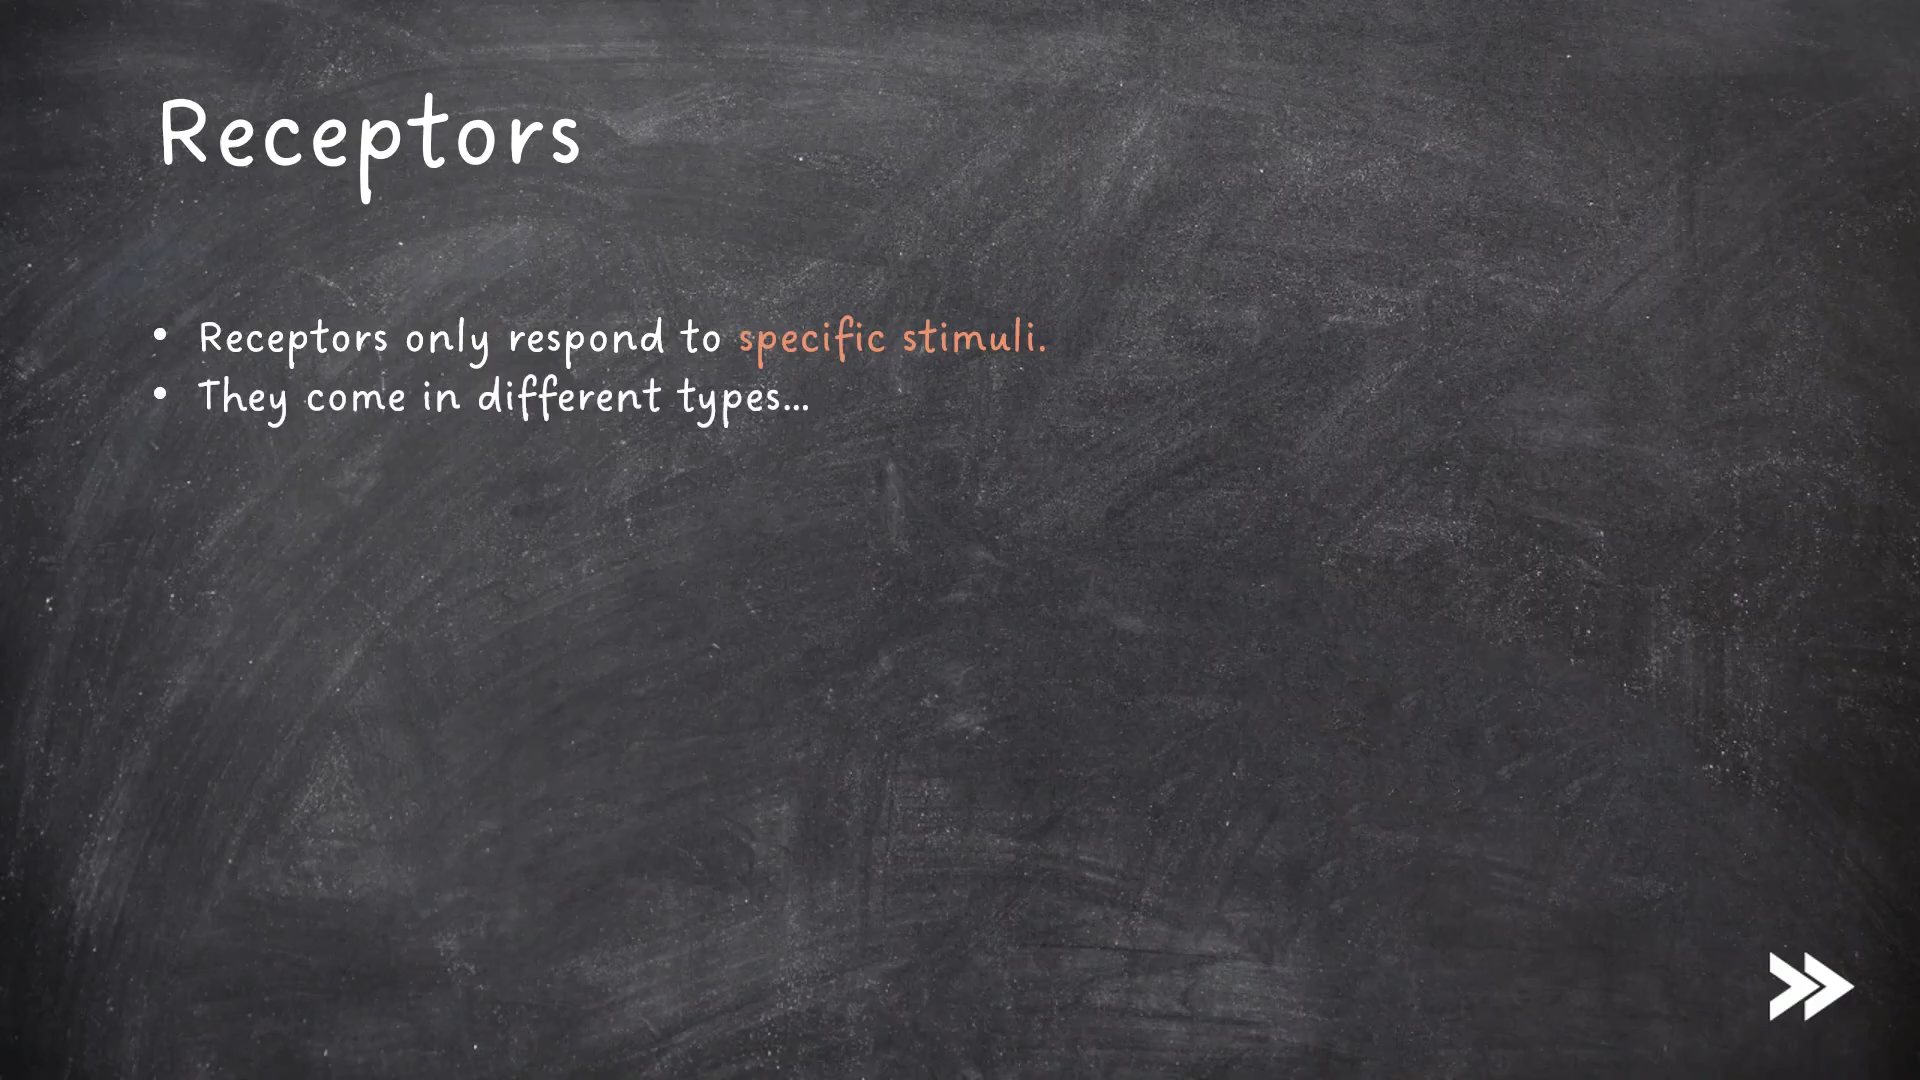 Receptors
• Receptors only respond to specific stimuli.
• They come in different types...